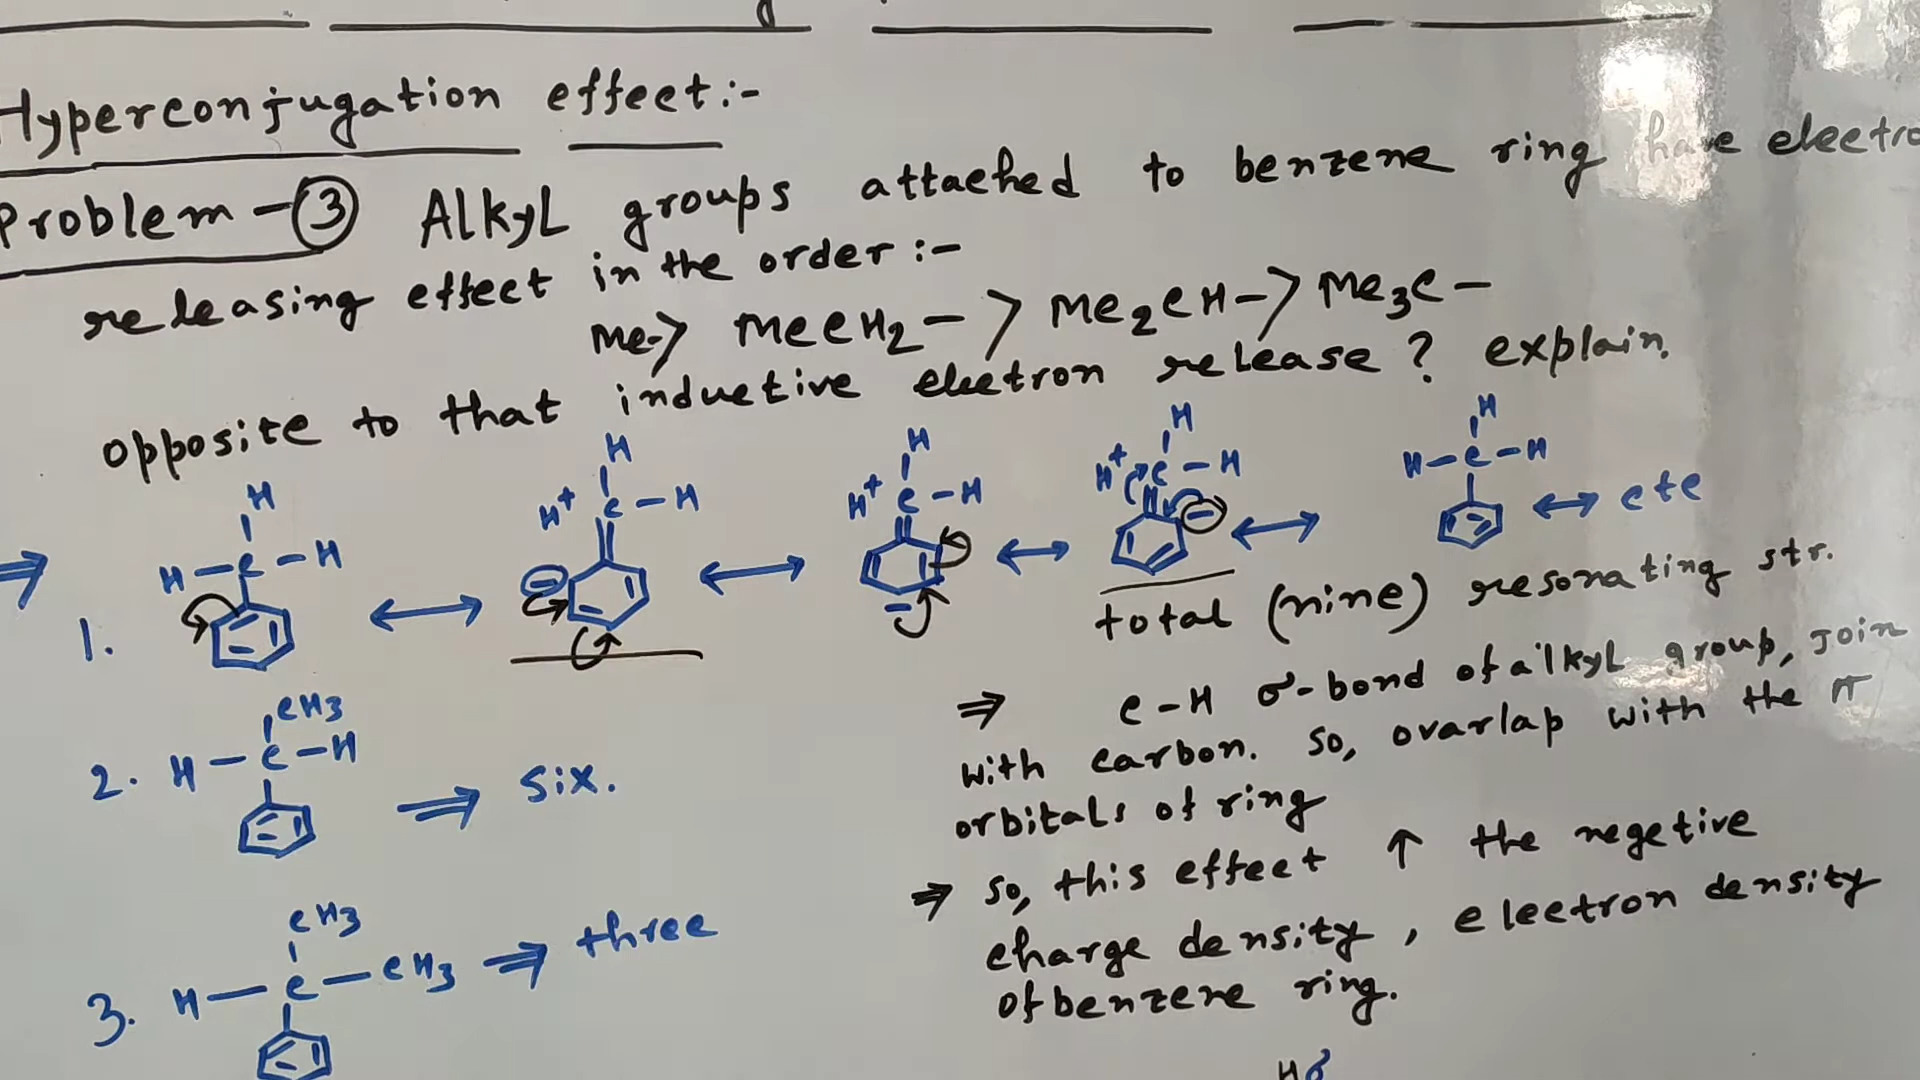 Hyperconjugation effect:-
Problem-③ Alkyl groups attached to benzene ring have electro
releasing effect in the order :-
Me-> MeCH₂-> Me₂CH-> Me₃C-
opposite to that inductive electron release? explain.
H H H H H
H-C-H H⁺ C-H H⁺ C-H H⁺ C-H H-C-H ↔ etc
1. ↔ ⊖ ↔ - ↔ ⊖ ↔
total (nine) resonating str.
CH3
2. H-C-H ⇒ six.
CH3
3. H-C-CH3 ⇒ three
⇒ C-H σ-bond of alkyl group, Join
with carbon. So, ovarlap with the π
orbitals of ring
⇒ So, this effect ↑ the negetive
charge density, electron density
of benzene ring.